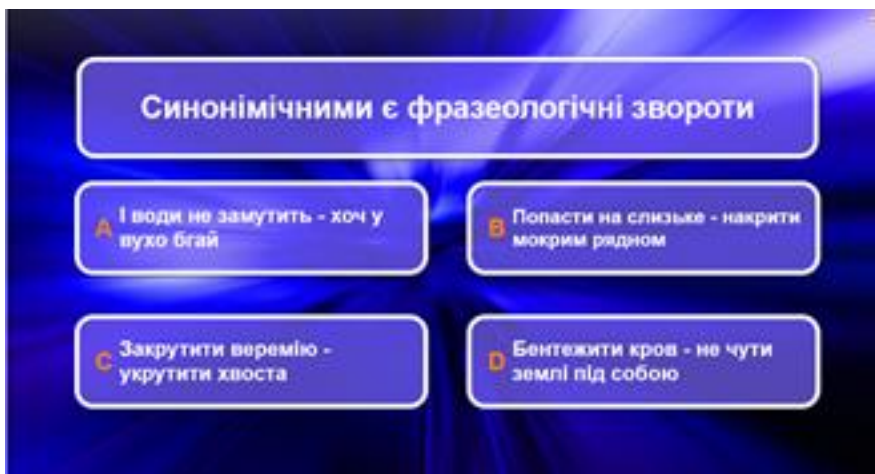 Синонімічними є фразеологічні звороти
A І води не замутить - хоч у
вухо бгай
B Попасти на слизьке - накрити
мокрим рядном
C Закрутити веремію -
укрутити хвоста
D Бентежити кров - не чути
землі під собою